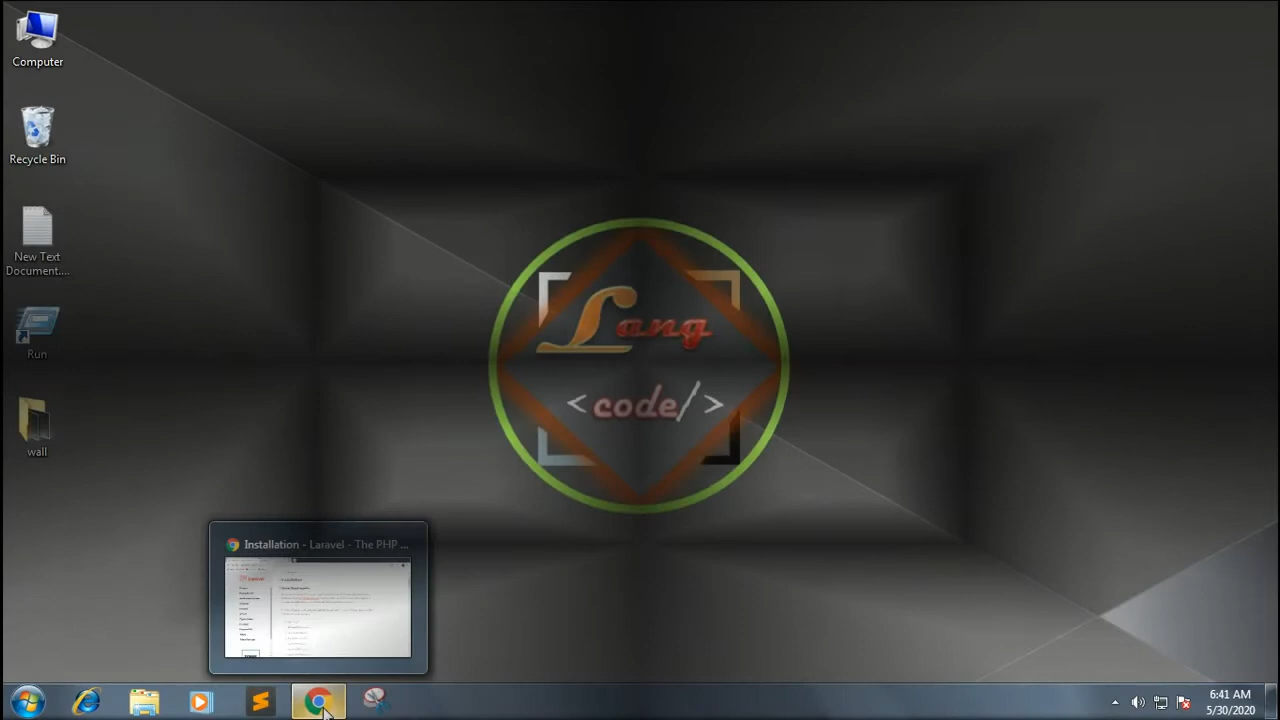 Computer
Recycle Bin
New Text
Document....
Run
wall
Lang
<code/>
Installation - Laravel - The PHP ...
6:41 AM
5/30/2020